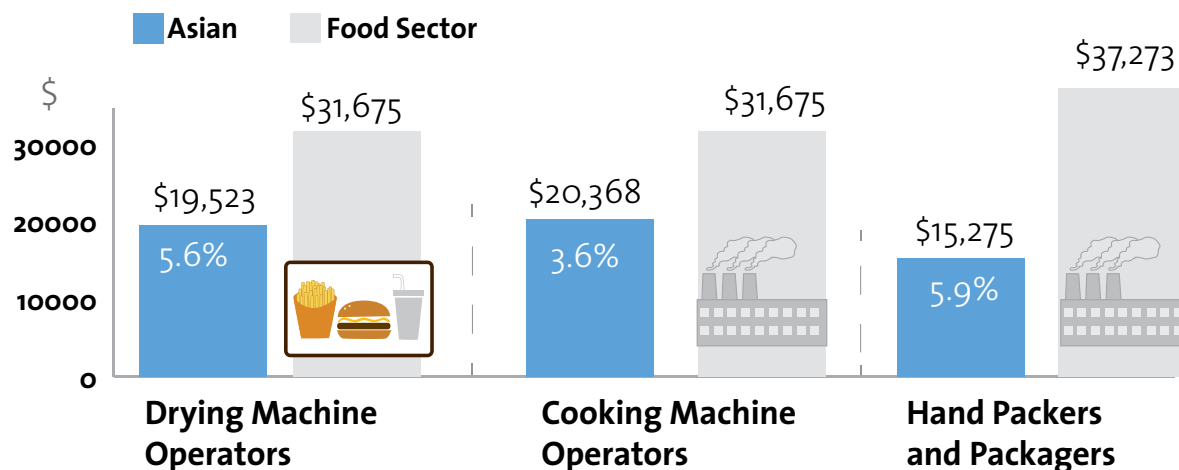 Asian Food Sector
$
$37,273
$31,675 $31,675
30000
$19,523 $20,368
20000
$15,275
5.6% 3.6%
5.9%
10000
0
Drying Machine Operators
Cooking Machine Operators
Hand Packers and Packagers